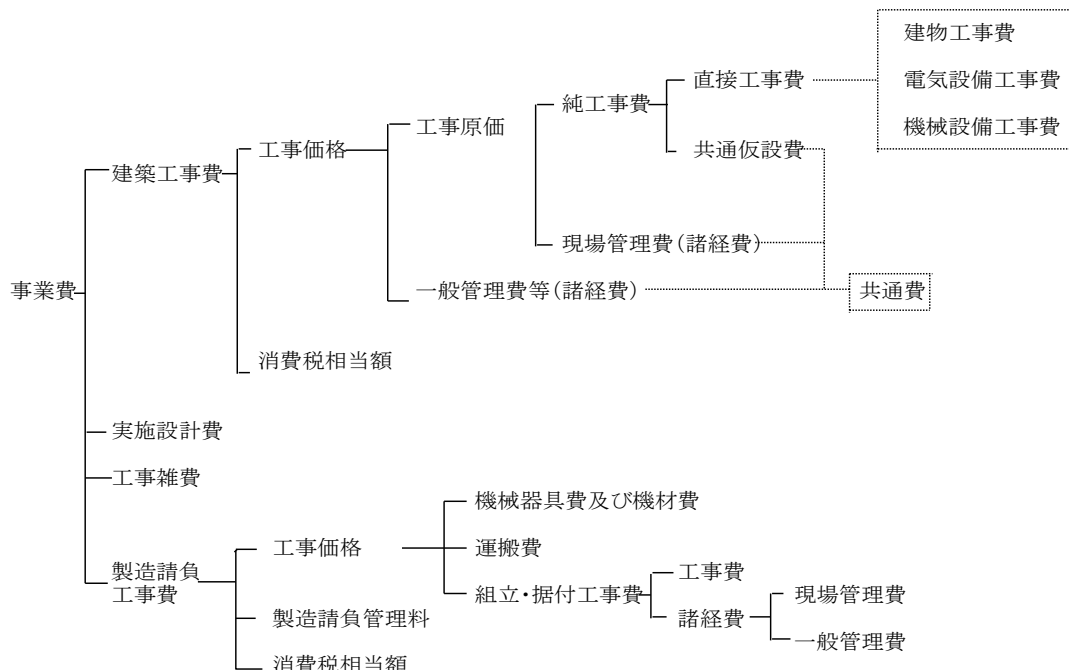 建物工事費
電気設備工事費
機械設備工事費
直接工事費
純工事費
共通仮設費
工事原価
工事価格
建築工事費
現場管理費(諸経費)
一般管理費等(諸経費)
共通費
事業費
消費税相当額
実施設計費
工事雑費
機械器具費及び機材費
工事価格
運搬費
製造請負
工事費
組立・据付工事費
工事費
諸経費
現場管理費
一般管理費
製造請負管理料
消費税相当額